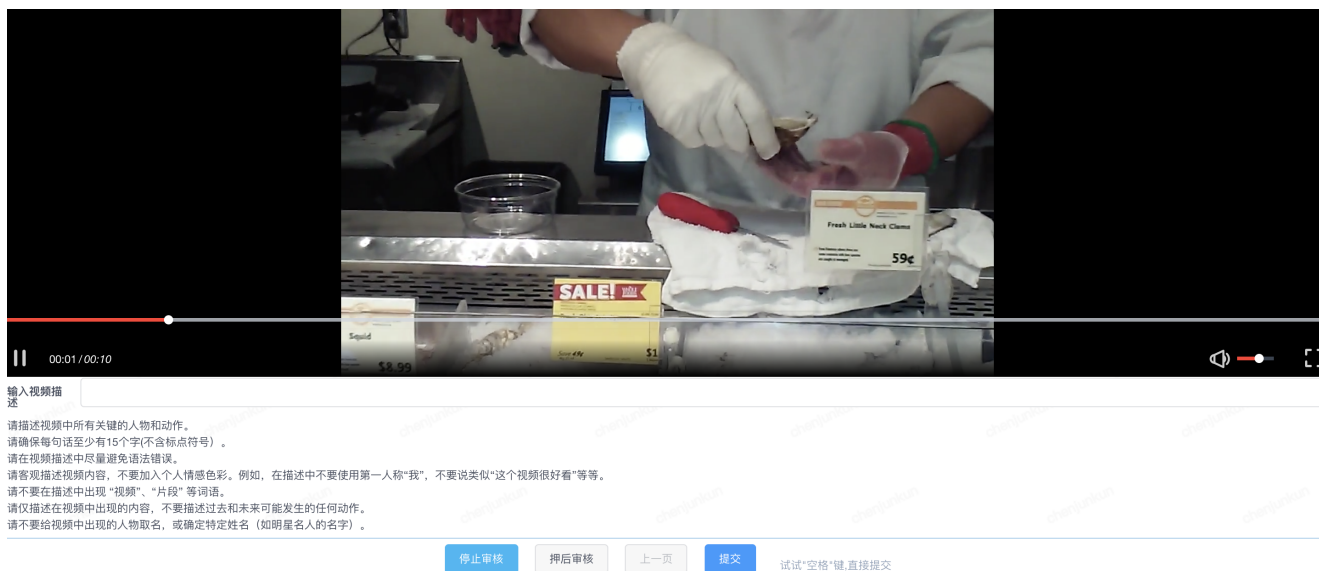 Fresh Little Neck Clams
59¢
SALE!
Squid
$8.99
Save 49¢
$1
00:01 / 00:10
输入视频描
述
请描述视频中所有关键的人物和动作。
请确保每句话至少有15个字(不含标点符号）。
请在视频描述中尽量避免语法错误。
请客观描述视频内容，不要加入个人情感色彩。例如，在描述中不要使用第一人称“我”，不要说类似“这个视频很好看”等等。
请不要在描述中出现 “视频”、“片段” 等词语。
请仅描述在视频中出现的内容，不要描述过去和未来可能发生的任何动作。
请不要给视频中出现的人物取名，或确定特定姓名（如明星名人的名字）。
停止审核 押后审核 上一页 提交 试试"空格"键,直接提交